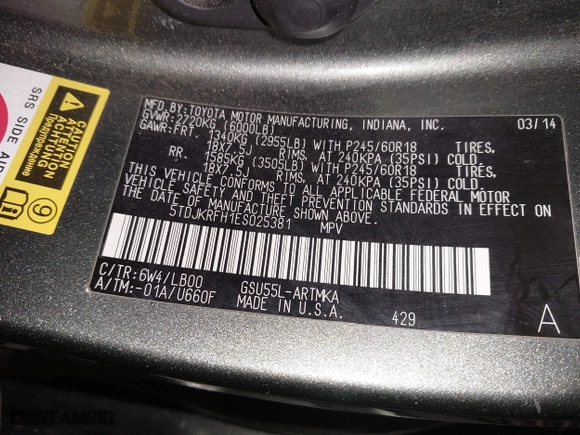 MFD.BY:TOYOTA MOTOR MANUFACTURING, INDIANA, INC. 03/14
GVWR: 2720KG (6000LB)
GAWR:FRT. 1340KG (2955LB) WITH P245/60R18 TIRES,
18X7.5J RIMS, AT 240KPA (35PSI) COLD.
RR. 1585KG (3505LB) WITH P245/60R18 TIRES,
18X7.5J RIMS, AT 240KPA (35PSI) COLD.
THIS VEHICLE CONFORMS TO ALL APPLICABLE FEDERAL MOTOR
VEHICLE SAFETY AND THEFT PREVENTION STANDARDS IN EFFECT ON
THE DATE OF MANUFACTURE SHOWN ABOVE.
5TDJKRFH1ES025381 MPV
C/TR:6W4/LB00 GSU55L-ARTMKA
A/TM:-01A/U660F MADE IN U.S.A.
429 A
SRS SIDE AIR
CAUTION
ATTENTION
ACHTUNG
Предупреждение
9
DREAMBID